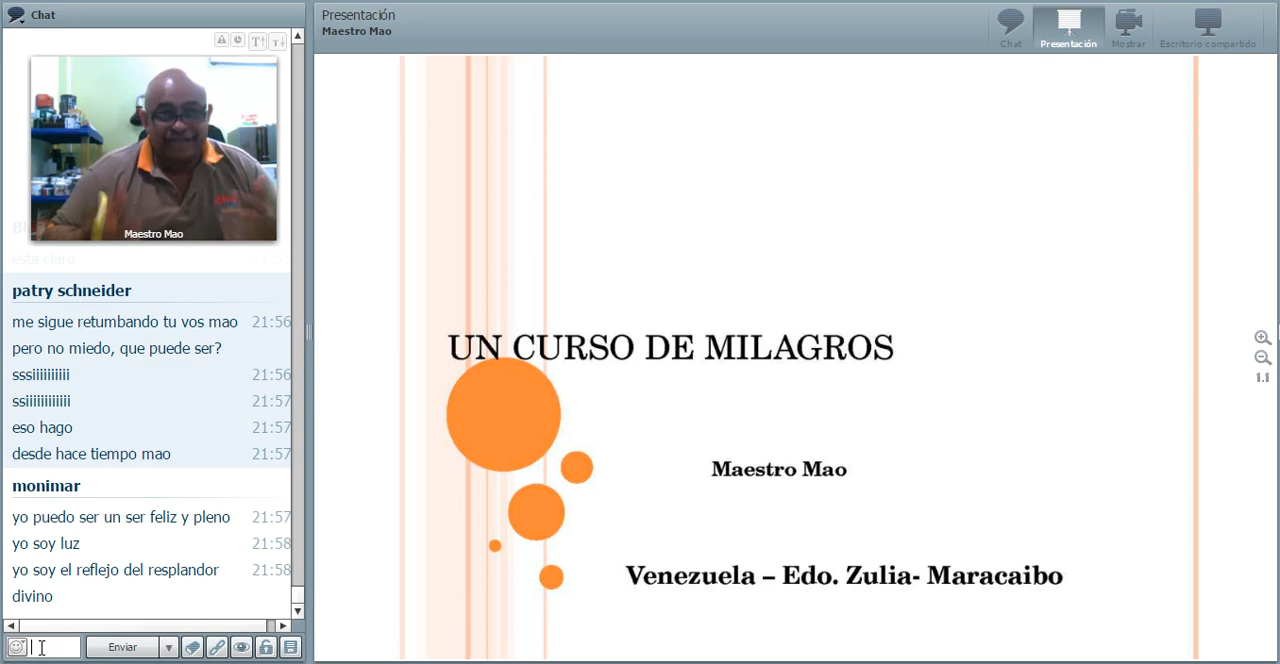 Chat
Presentación
Maestro Mao
Chat
Presentación
Mostrar
Escritorio compartido
T↑
T↓
Maestro Mao
esta claro
patry schneider
me sigue retumbando tu vos mao 21:56
pero no miedo, que puede ser?
sssiiiiiiiiii 21:56
ssiiiiiiiiiiii 21:57
eso hago 21:57
desde hace tiempo mao 21:57
monimar
yo puedo ser un ser feliz y pleno 21:57
yo soy luz 21:58
yo soy el reflejo del resplandor 21:58
divino
Enviar
UN CURSO DE MILAGROS
Maestro Mao
Venezuela – Edo. Zulia- Maracaibo
1.1